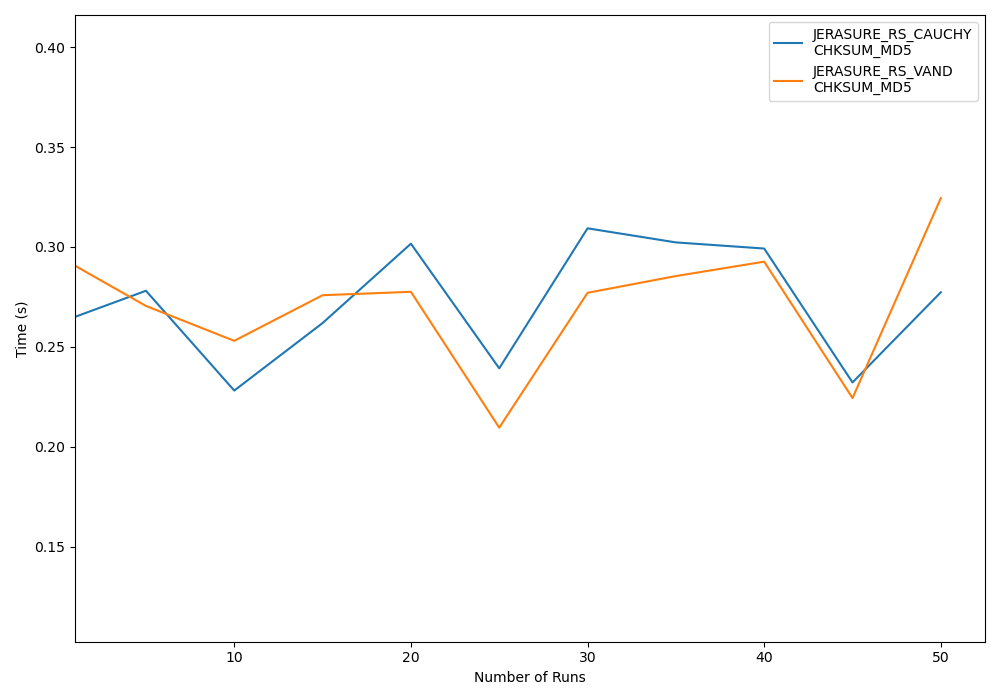 0.40
0.35
0.30
0.25
0.20
0.15
Time (s)
10
20
30
40
50
Number of Runs
JERASURE_RS_CAUCHY
CHKSUM_MD5
JERASURE_RS_VAND
CHKSUM_MD5